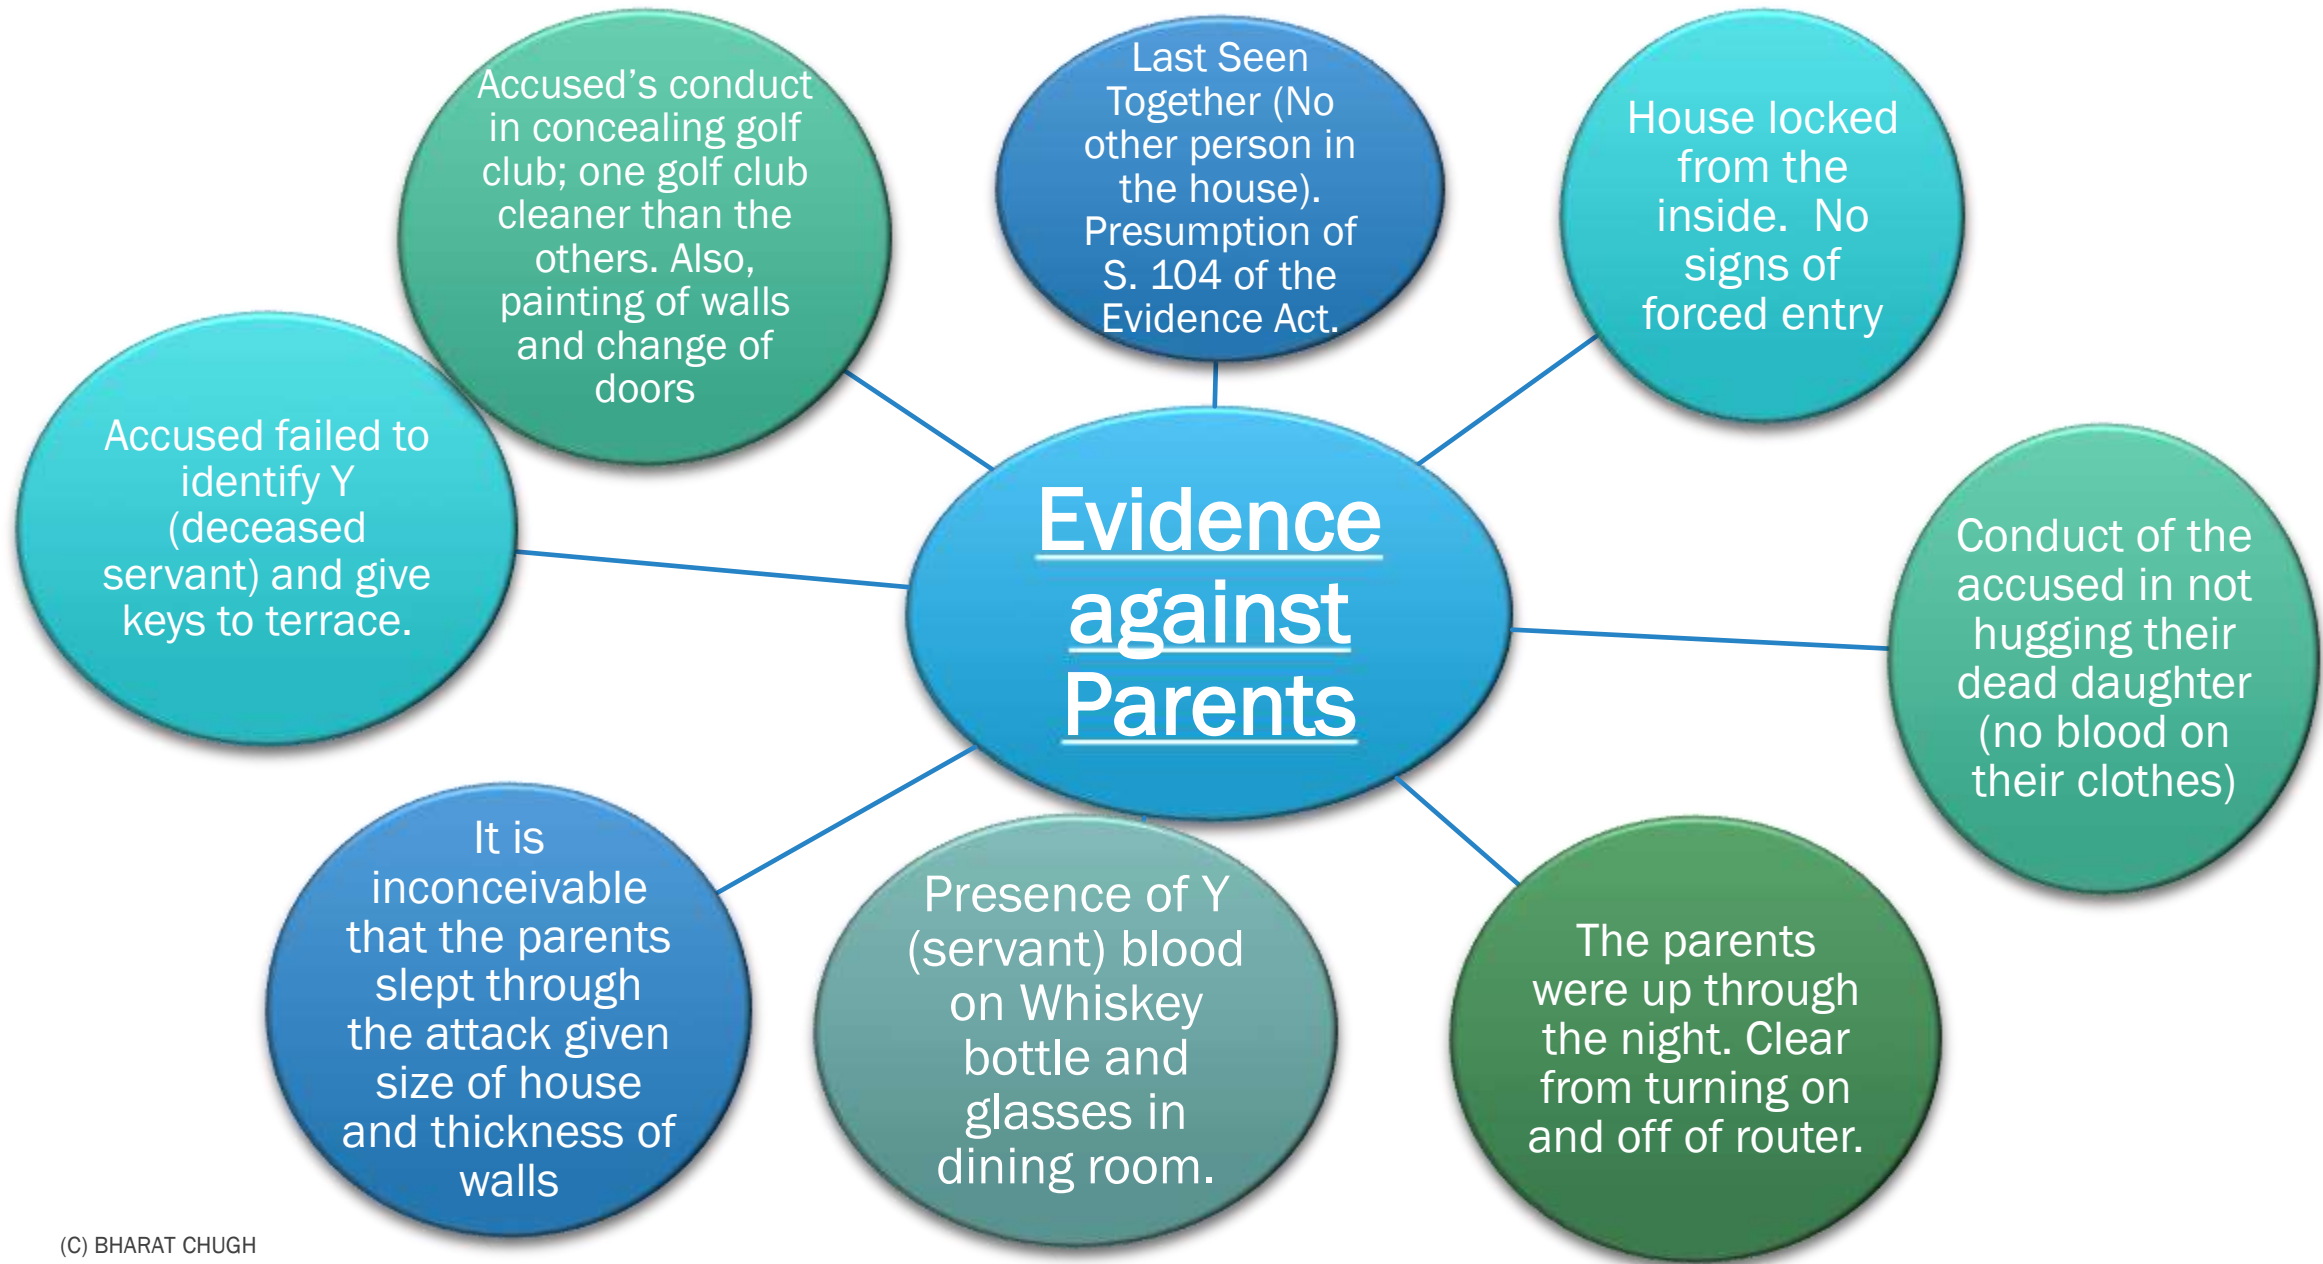 Evidence
against
Parents
Last Seen
Together (No
other person in
the house).
Presumption of
S. 104 of the
Evidence Act.
House locked
from the
inside.  No
signs of
forced entry
Conduct of the
accused in not
hugging their
dead daughter
(no blood on
their clothes)
The parents
were up through
the night. Clear
from turning on
and off of router.
Presence of Y
(servant) blood
on Whiskey
bottle and
glasses in
dining room.
It is
inconceivable
that the parents
slept through
the attack given
size of house
and thickness of
walls
Accused failed to
identify Y
(deceased
servant) and give
keys to terrace.
Accused’s conduct
in concealing golf
club; one golf club
cleaner than the
others. Also,
painting of walls
and change of
doors
(C) BHARAT CHUGH